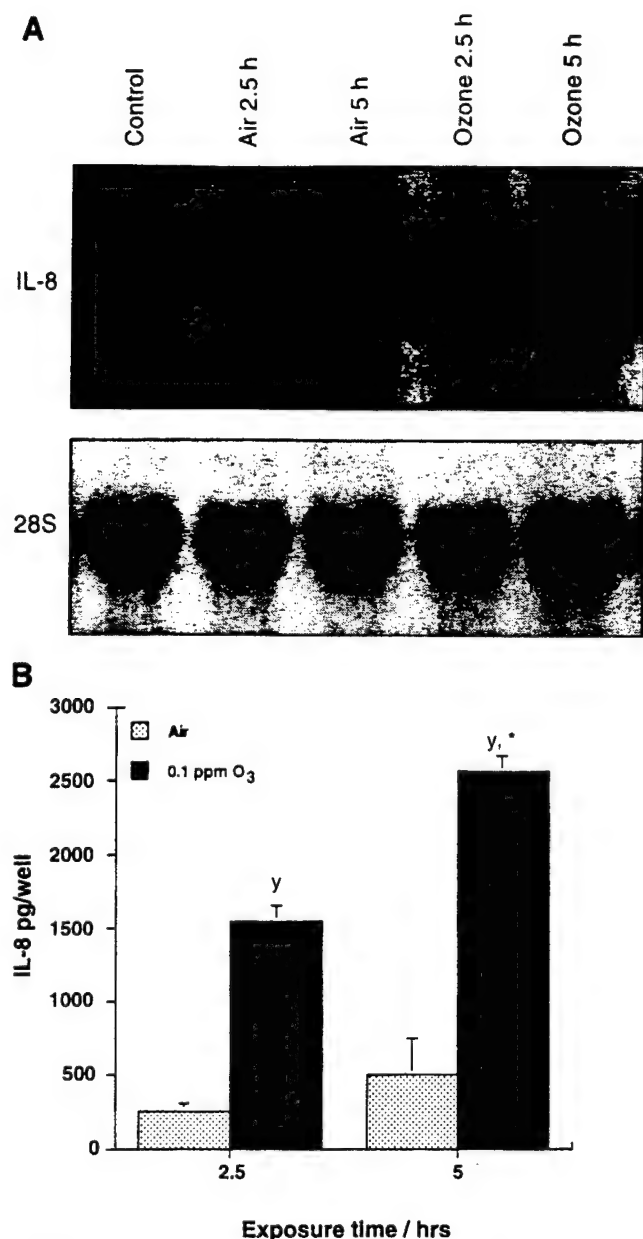 A
Control
Air 2.5 h
Air 5 h
Ozone 2.5 h
Ozone 5 h
IL-8
28S
B
3000
2500
2000
1500
1000
500
0
IL-8 pg/well
Air
0.1 ppm O₃
y
y, *
2.5
5
Exposure time / hrs